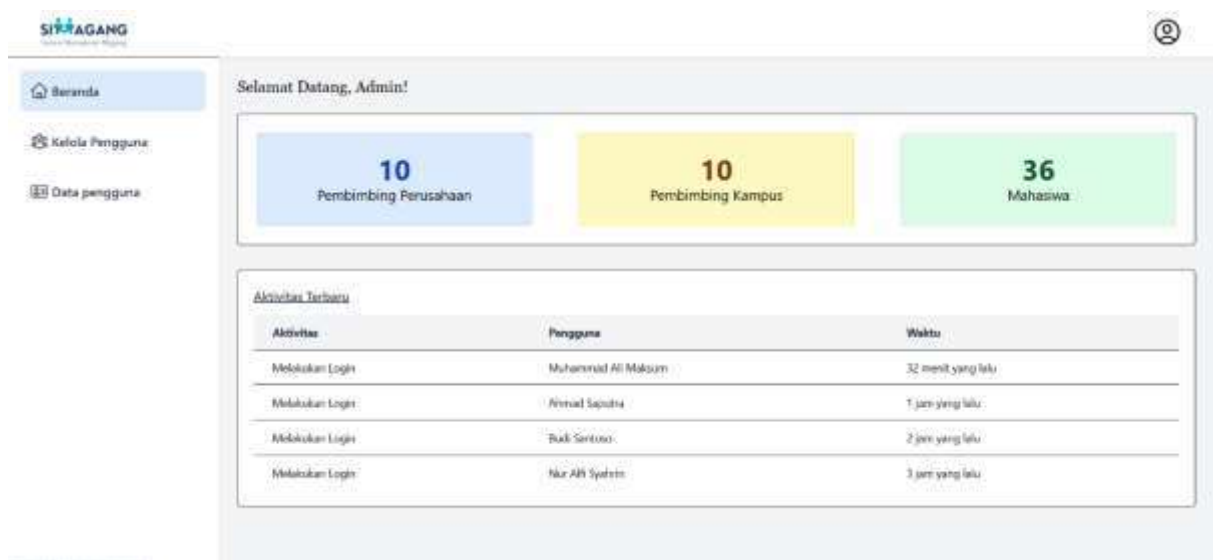 SIMAGANG
Beranda
Kelola Pengguna
Data pengguna
Selamat Datang, Admin!
10
Pembimbing Perusahaan
10
Pembimbing Kampus
36
Mahasiwa
Aktivitas Terbaru
Aktivitas Pengguna Waktu
Melakukan Login Muhammad Ali Maksum 32 menit yang lalu
Melakukan Login Ahmad Saputra 1 jam yang lalu
Melakukan Login Budi Santoso 2 jam yang lalu
Melakukan Login Nur Alfi Syahrin 3 jam yang lalu